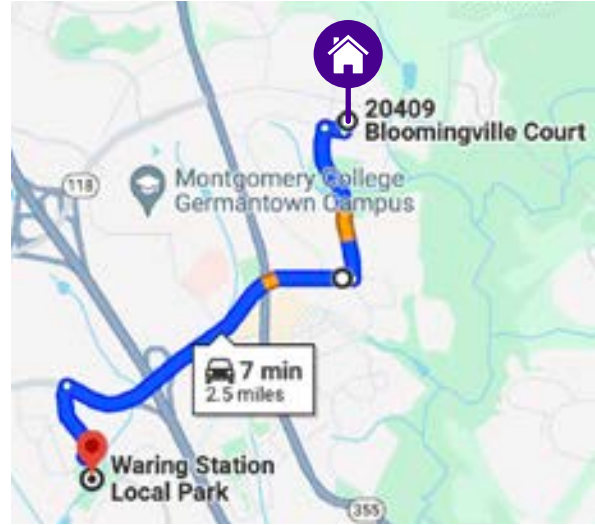 20409
Bloomingville Court
118
Montgomery College
Germantown Campus
7 min
2.5 miles
Waring Station
Local Park
355